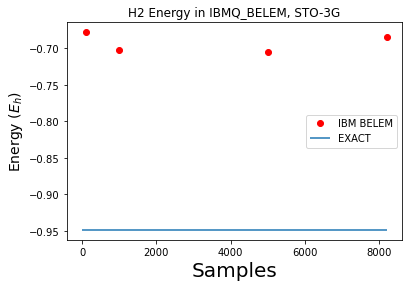 H2 Energy in IBMQ_BELEM, STO-3G
Energy ($E_h$)
−0.70
−0.75
−0.80
−0.85
−0.90
−0.95
IBM BELEM
EXACT
0 2000 4000 6000 8000
Samples